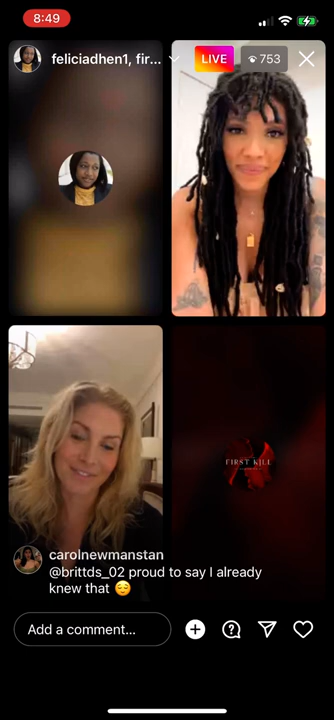 8:49
feliciadhen1, fir...
LIVE
753
FIRST KILL
carolnewmanstan
@brittds_02 proud to say I already
knew that 😌
Add a comment...